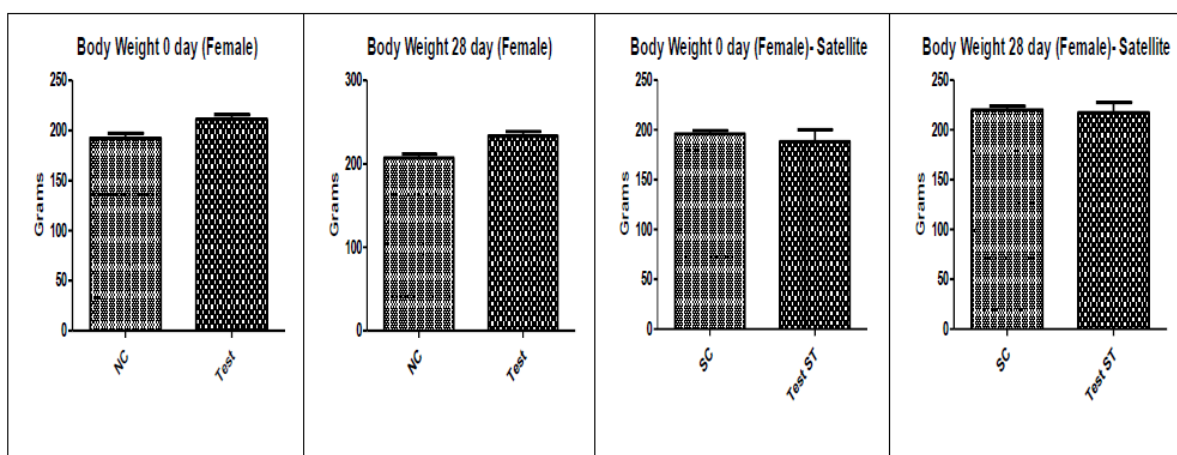 Body Weight 0 day (Female)
250
200
150
100
50
0
Grams
NC
Test
Body Weight 28 day (Female)
300
200
100
0
Grams
NC
Test
Body Weight 0 day (Female)- Satellite
250
200
150
100
50
0
Grams
SC
Test ST
Body Weight 28 day (Female)- Satellite
250
200
150
100
50
0
Grams
SC
Test ST